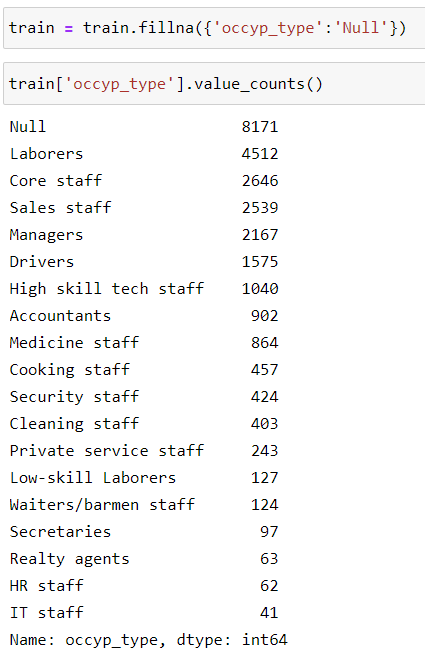 train = train.fillna({'occyp_type':'Null'})
train['occyp_type'].value_counts()
Null 8171
Laborers 4512
Core staff 2646
Sales staff 2539
Managers 2167
Drivers 1575
High skill tech staff 1040
Accountants 902
Medicine staff 864
Cooking staff 457
Security staff 424
Cleaning staff 403
Private service staff 243
Low-skill Laborers 127
Waiters/barmen staff 124
Secretaries 97
Realty agents 63
HR staff 62
IT staff 41
Name: occyp_type, dtype: int64